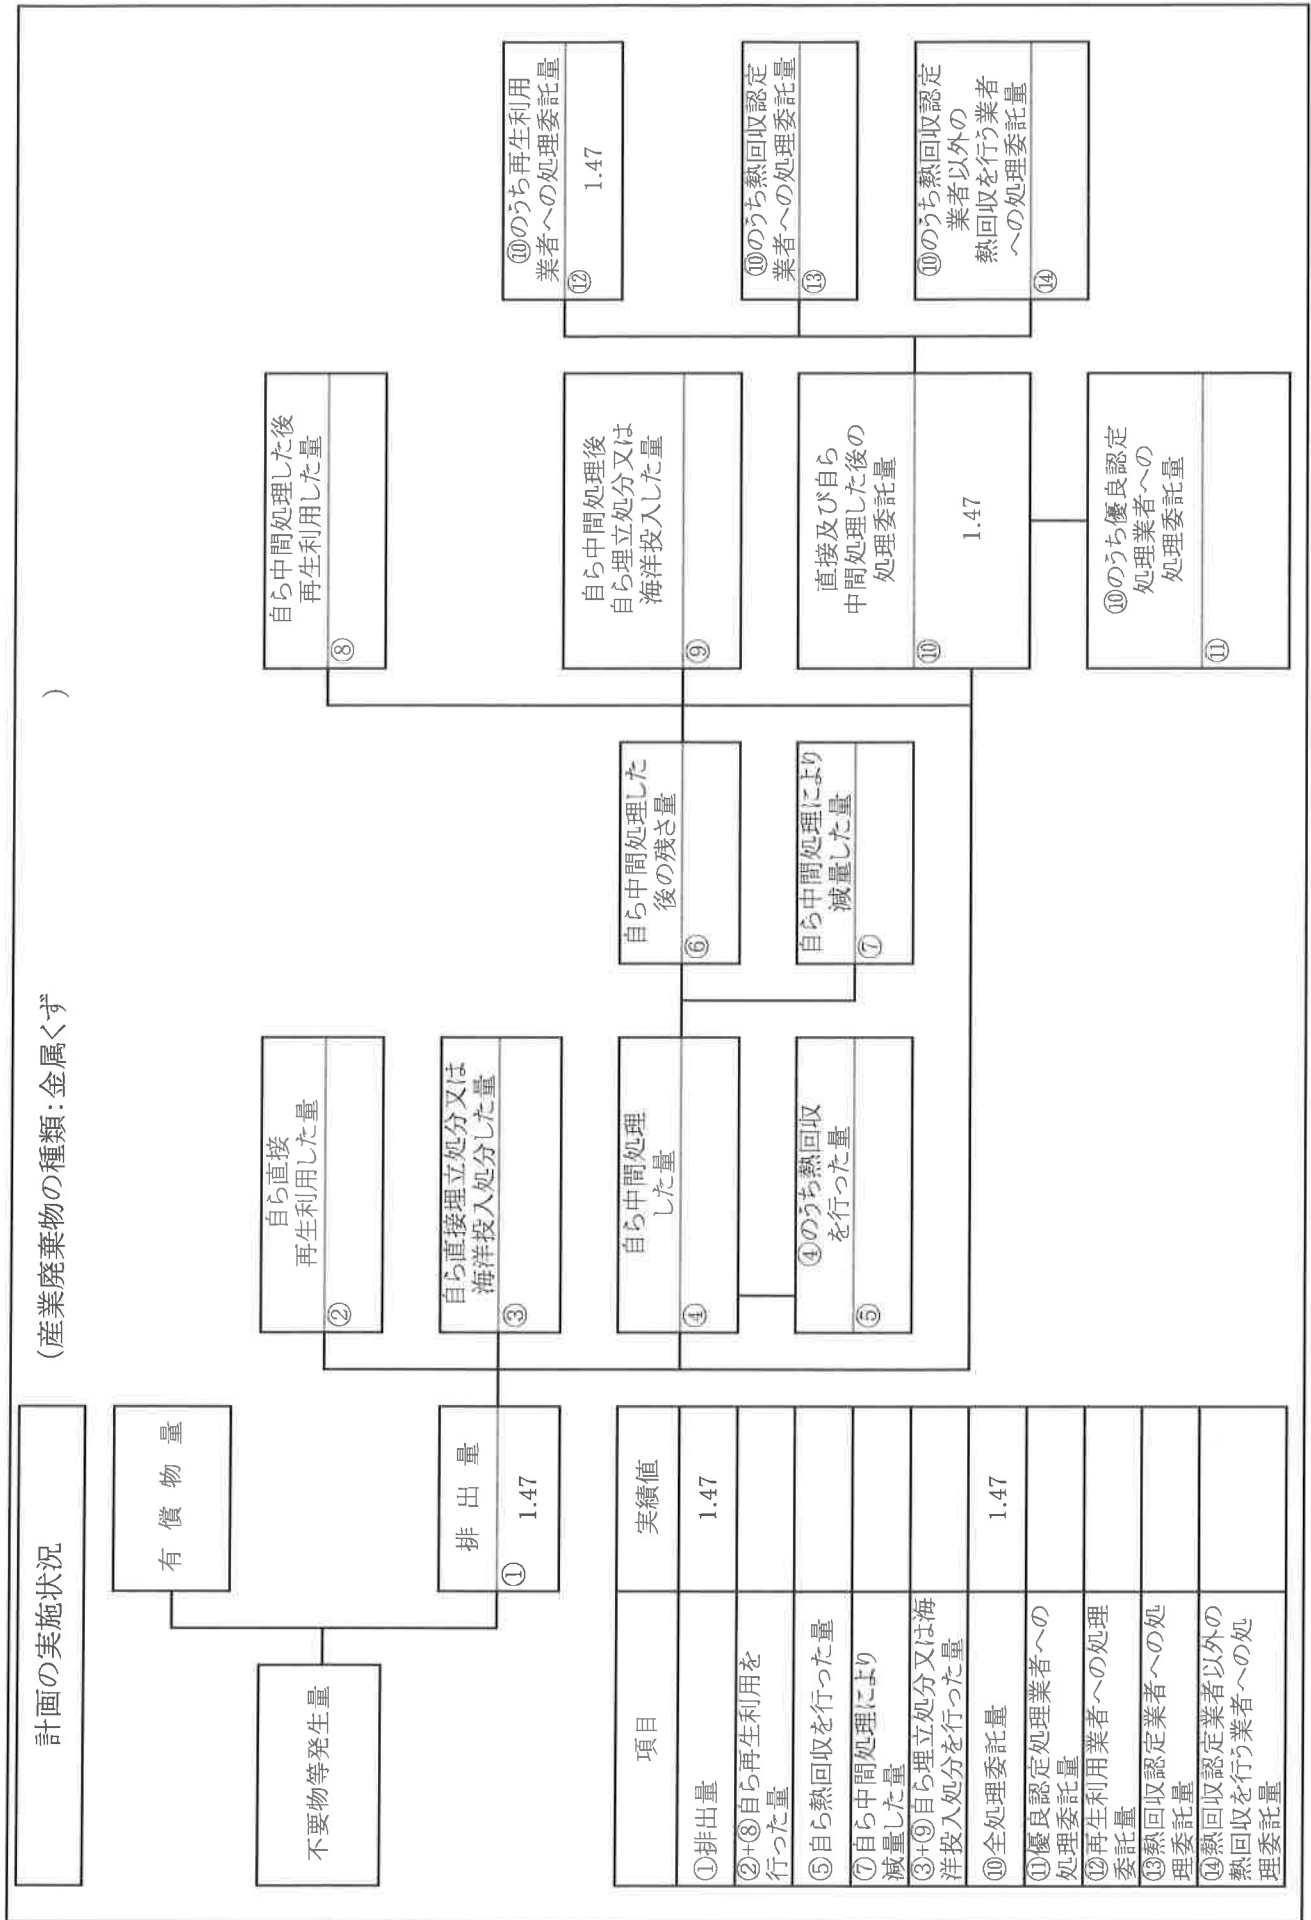 計画の実施状況
(産業廃棄物の種類：金属くず　　　　　)
不要物等発生量
有償物量
排出量
① 1.47
自ら直接
再生利用した量
②
自ら直接埋立処分又は
海洋投入処分した量
③
自ら中間処理
した量
④
④のうち熱回収
を行った量
⑤
自ら中間処理した
後の残さ量
⑥
自ら中間処理により
減量した量
⑦
自ら中間処理した後
再生利用した量
⑧
自ら中間処理後
自ら埋立処分又は
海洋投入した量
⑨
直接及び自ら
中間処理した後の
処理委託量
⑩
1.47
⑩のうち優良認定
処理業者への
処理委託量
⑪
⑩のうち再生利用
業者への処理委託量
⑫
1.47
⑩のうち熱回収認定
業者への処理委託量
⑬
⑩のうち熱回収認定
業者以外の
熱回収を行う業者
への処理委託量
⑭
項目 実績値
①排出量 1.47
②+⑧自ら再生利用を
行った量
⑤自ら熱回収を行った量
⑦自ら中間処理により
減量した量
③+⑨自ら埋立処分又は海
洋投入処分を行った量
⑩全処理委託量 1.47
⑪優良認定処理業者への
処理委託量
⑫再生利用業者への処理
委託量
⑬熱回収認定業者への処
理委託量
⑭熱回収認定業者以外の
熱回収を行う業者への処
理委託量